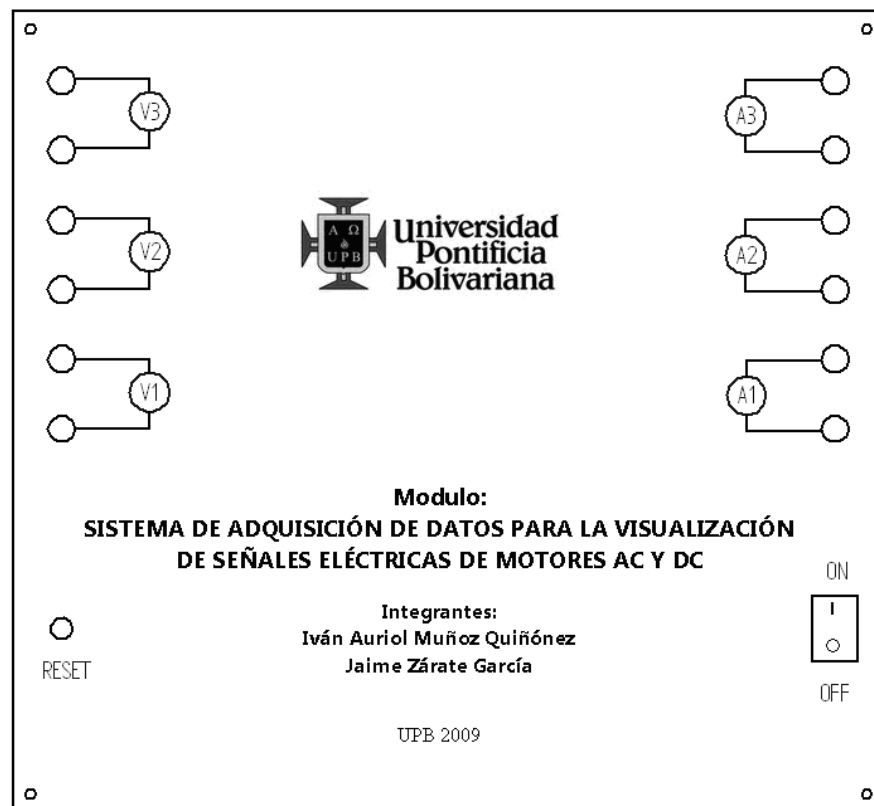 V3
A3
Α Ω
UPB
Universidad
Pontificia
Bolivariana
V2
A2
V1
A1
Modulo:
SISTEMA DE ADQUISICIÓN DE DATOS PARA LA VISUALIZACIÓN
DE SEÑALES ELÉCTRICAS DE MOTORES AC Y DC
ON
I
O
OFF
Integrantes:
Iván Auriol Muñoz Quiñónez
Jaime Zárate García
RESET
UPB 2009